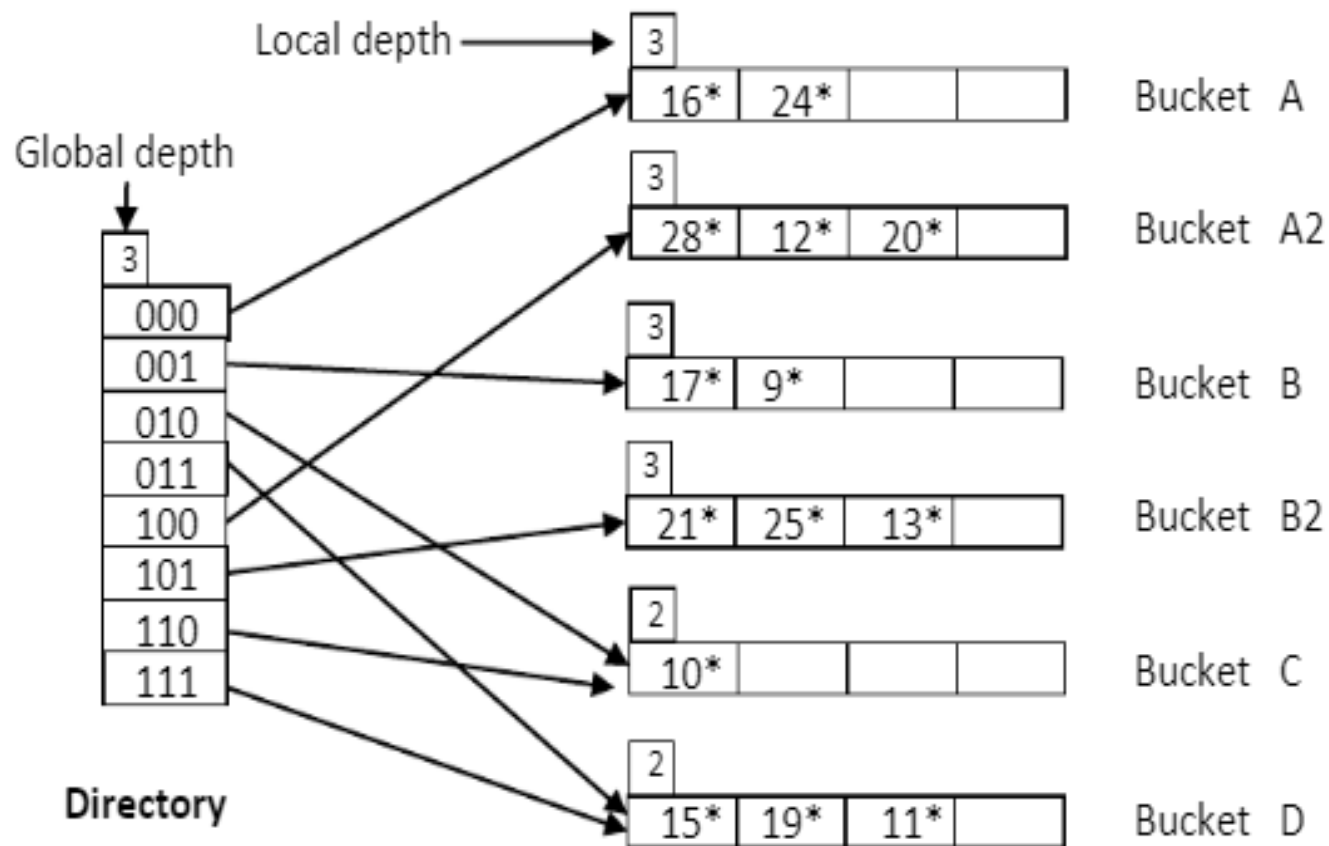 Local depth
3
16* 24*
Bucket A
Global depth
3
28* 12* 20*
Bucket A2
3
000
001
010
011
100
101
110
111
3
17* 9*
Bucket B
3
21* 25* 13*
Bucket B2
2
10*
Bucket C
2
15* 19* 11*
Bucket D
Directory